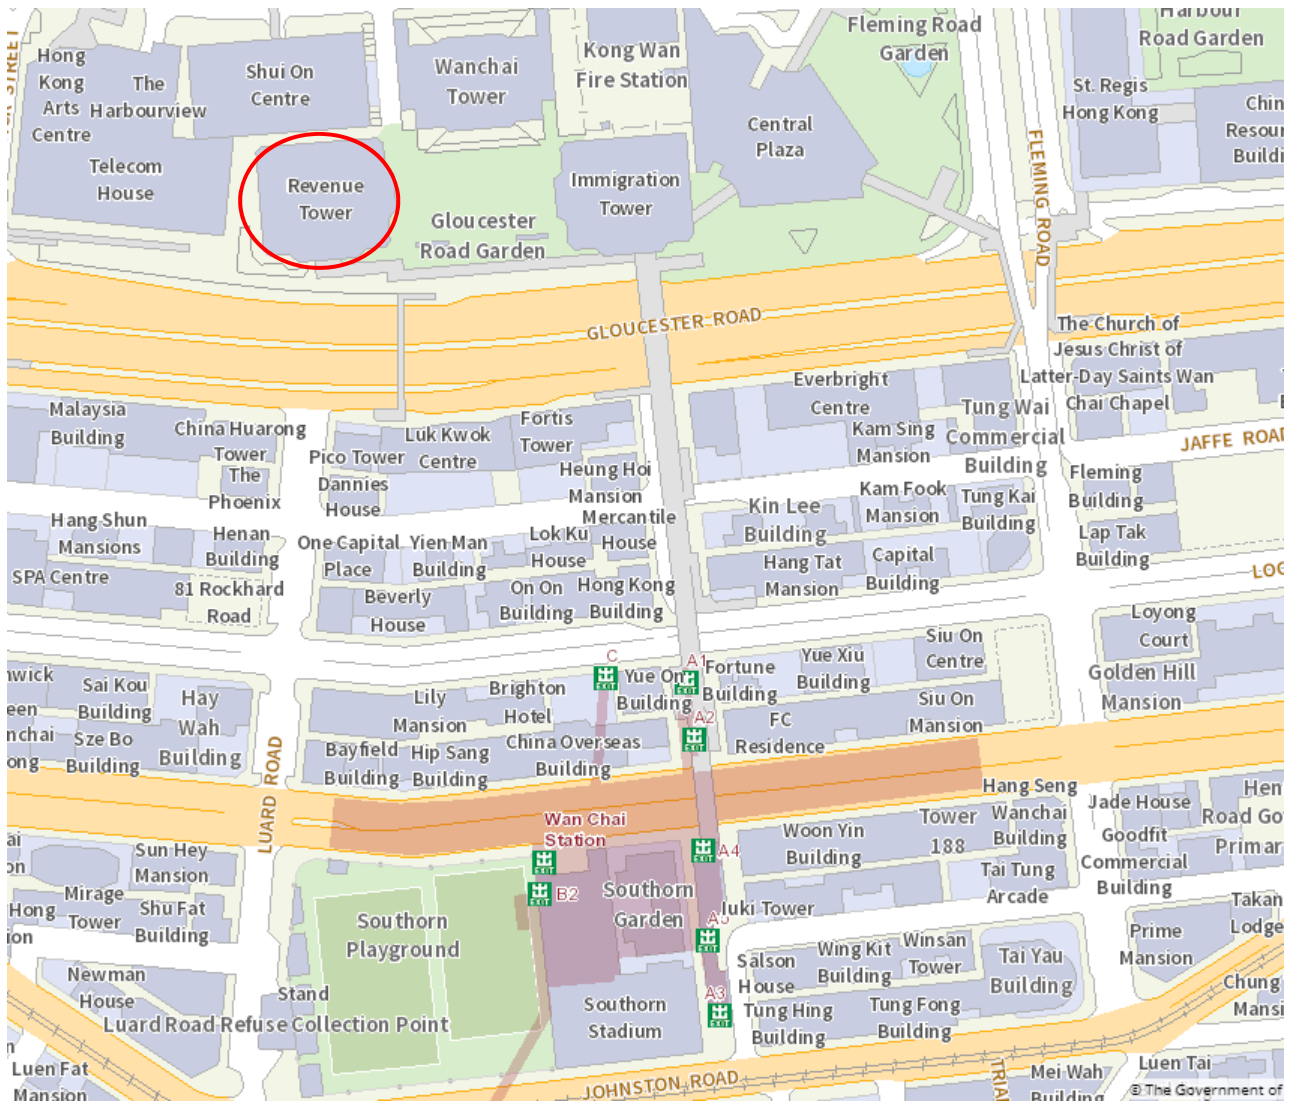 Hong
Kong
Arts
Centre
The
Harbourview
Shui On
Centre
Wanchai
Tower
Kong Wan
Fire Station
Fleming Road
Garden
Harbour
Road Garden
St. Regis
Hong Kong
Central
Plaza
Telecom
House
Revenue
Tower
Immigration
Tower
Gloucester
Road Garden
FLEMING ROAD
GLOUCESTER ROAD
The Church of
Jesus Christ of
Latter-Day Saints Wan
Chai Chapel
Everbright
Centre
Malaysia
Building
China Huarong
Tower
The
Phoenix
Pico Tower
Dannies
House
Luk Kwok
Centre
Fortis
Tower
Heung Hoi
Mansion
Mercantile
House
Kam Sing
Mansion
Tung Wai
Commercial
Building
JAFFE ROAD
Fleming
Building
Kin Lee
Building
Kam Fook
Mansion
Tung Kai
Building
Hang Shun
Mansions
Henan
Building
One Capital
Place
Yien Man
Building
Lok Ku
House
Hang Tat
Mansion
Capital
Building
Lap Tak
Building
SPA Centre
81 Rockhard
Road
Beverly
House
On On
Building
Hong Kong
Building
Loyong
Court
Siu On
Centre
Yue Xiu
Building
C
A1
EXIT
EXIT
Yue On
Building
Fortune
Building
Golden Hill
Mansion
Sai Kou
Building
Hay
Wah
Building
Lily
Mansion
Brighton
Hotel
A2
EXIT
FC
Residence
Siu On
Mansion
Sze Bo
Building
LUARD ROAD
Bayfield
Building
Hip Sang
Building
China Overseas
Building
Wan Chai
Station
Hang Seng
Wanchai
Building
Jade House
Goodfit
Commercial
Building
Woon Yin
Building
Tower
188
Tai Tung
Arcade
Sun Hey
Mansion
Mirage
Tower
Shu Fat
Building
EXIT
EXIT
B2
Southern
Playground
Southorn
Garden
EXIT
A4
EXIT
A3
EXIT
Salson
House
Wing Kit
Building
Winsan
Tower
Tai Yau
Building
Prime
Mansion
Takan
Lodge
Newman
House
Stand
Luard Road Refuse Collection Point
Southorn
Stadium
Tung Hing
Building
Tung Fong
Building
Luen Fat
Mansion
JOHNSTON ROAD
Mei Wah
Building
Luen Tai
© The Government of